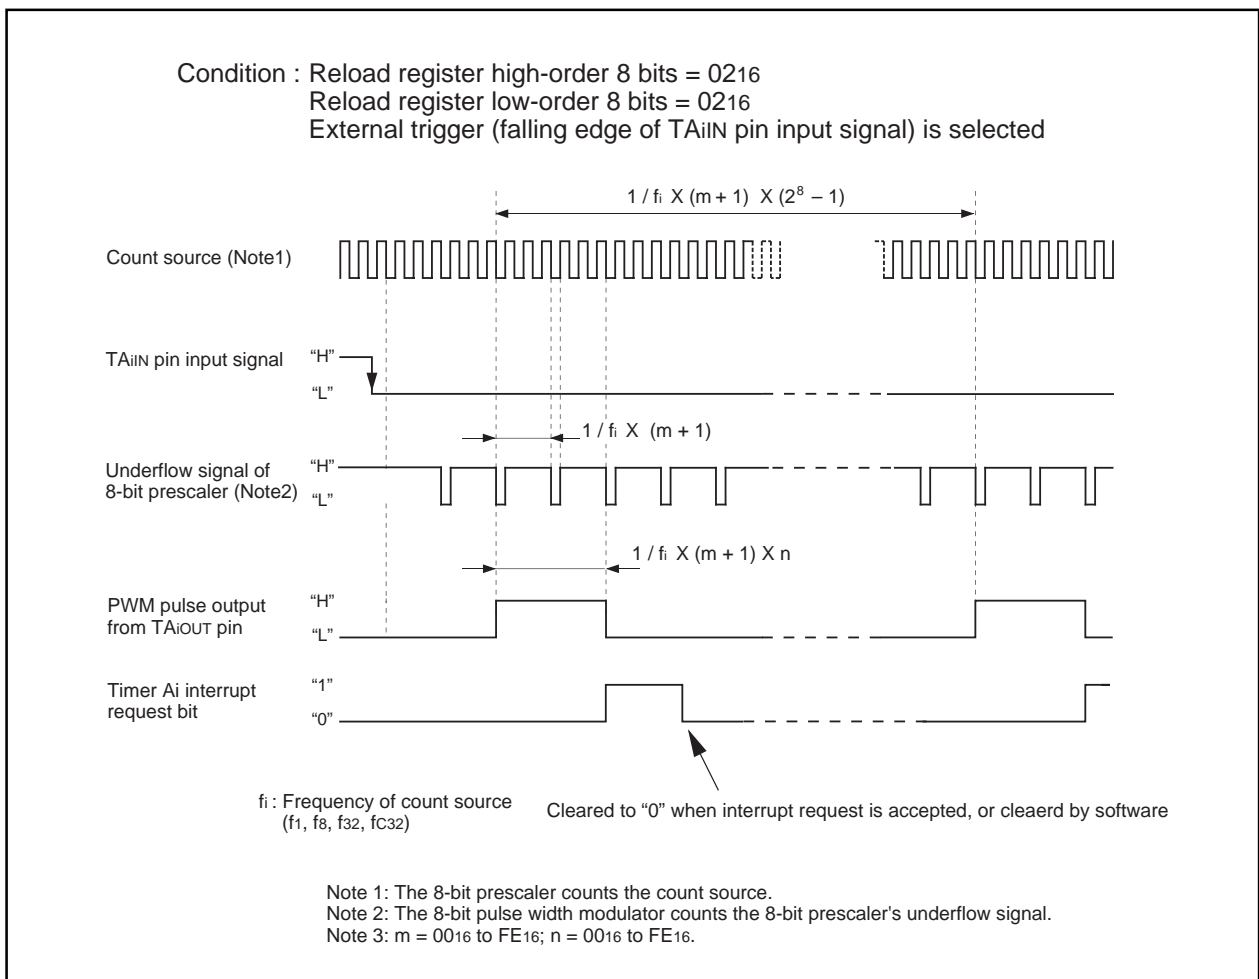 Condition : Reload register high-order 8 bits = 0216
Reload register low-order 8 bits = 0216
External trigger (falling edge of TAiIN pin input signal) is selected
1 / fi X (m + 1) X (2⁸ – 1)
Count source (Note1)
TAiIN pin input signal
“H”
“L”
1 / fi X (m + 1)
Underflow signal of
8-bit prescaler (Note2)
“H”
“L”
1 / fi X (m + 1) X n
PWM pulse output
from TAiOUT pin
“H”
“L”
Timer Ai interrupt
request bit
“1”
“0”
fi : Frequency of count source
(f1, f8, f32, fC32)
Cleared to “0” when interrupt request is accepted, or cleaerd by software
Note 1: The 8-bit prescaler counts the count source.
Note 2: The 8-bit pulse width modulator counts the 8-bit prescaler's underflow signal.
Note 3: m = 0016 to FE16; n = 0016 to FE16.